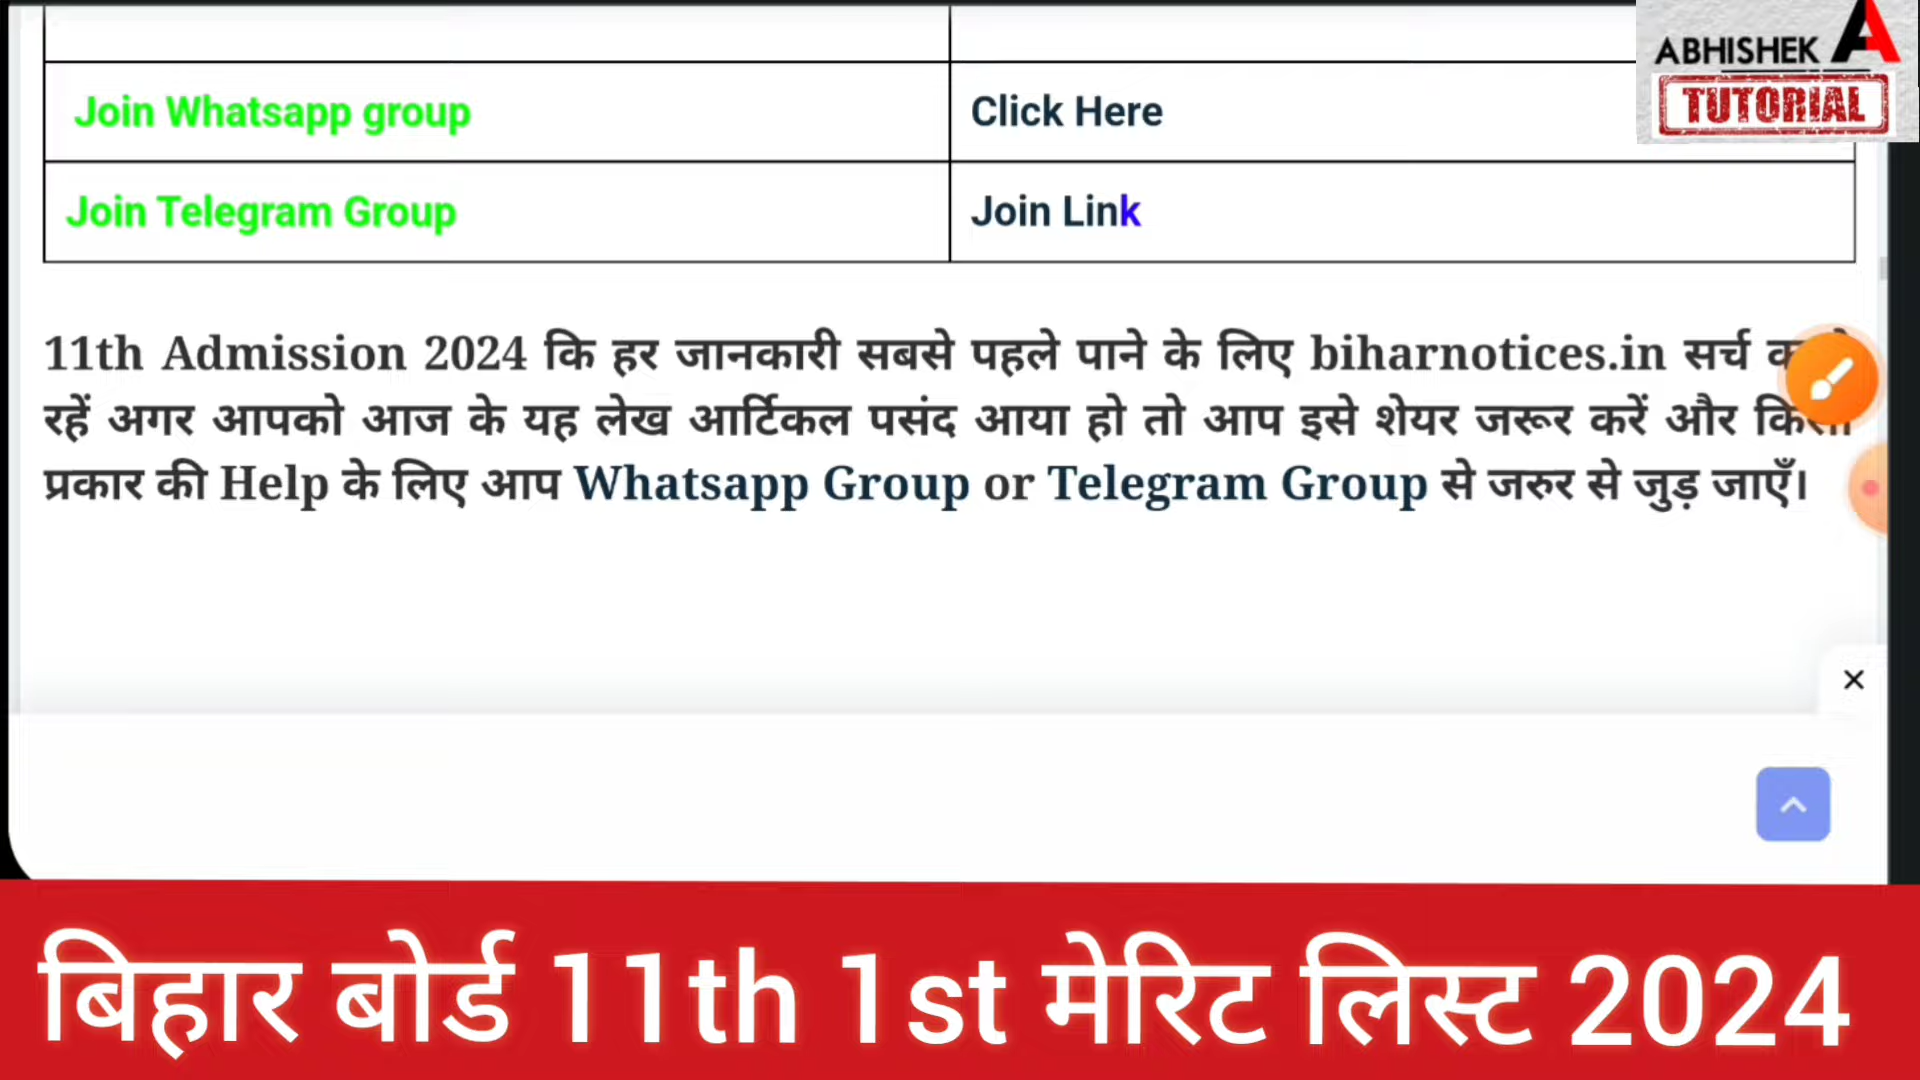 ABHISHEK A
TUTORIAL
Join Whatsapp group Click Here
Join Telegram Group Join Link
11th Admission 2024 कि हर जानकारी सबसे पहले पाने के लिए biharnotices.in सर्च
रहें अगर आपको आज के यह लेख आर्टिकल पसंद आया हो तो आप इसे शेयर जरूर करें और
प्रकार की Help के लिए आप Whatsapp Group or Telegram Group से जरुर से जुड़ जाएँ।
बिहार बोर्ड 11th 1st मेरिट लिस्ट 2024